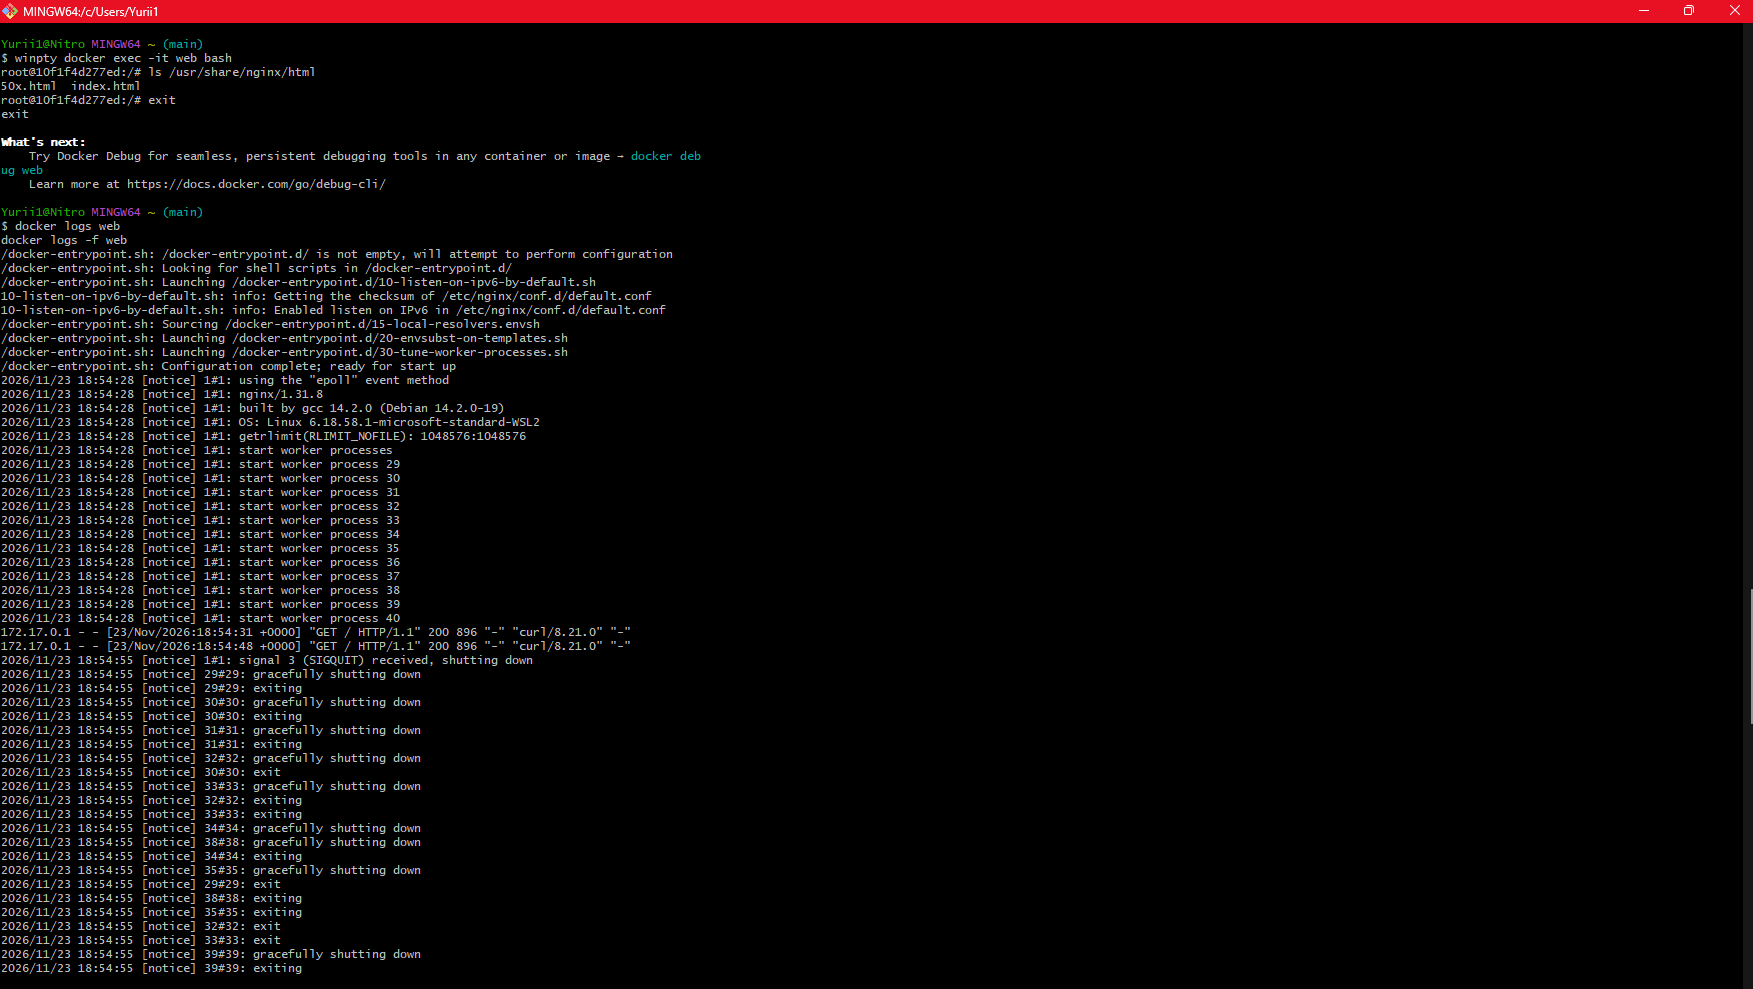 MINGW64:/c/Users/Yurii1
Yurii1@Nitro MINGW64 ~ (main)
$ winpty docker exec -it web bash
root@10f1f4d277ed:/# ls /usr/share/nginx/html
50x.html  index.html
root@10f1f4d277ed:/# exit
exit
What's next:
    Try Docker Debug for seamless, persistent debugging tools in any container or image → docker deb
ug web
    Learn more at https://docs.docker.com/go/debug-cli/
Yurii1@Nitro MINGW64 ~ (main)
$ docker logs web
docker logs -f web
/docker-entrypoint.sh: /docker-entrypoint.d/ is not empty, will attempt to perform configuration
/docker-entrypoint.sh: Looking for shell scripts in /docker-entrypoint.d/
/docker-entrypoint.sh: Launching /docker-entrypoint.d/10-listen-on-ipv6-by-default.sh
10-listen-on-ipv6-by-default.sh: info: Getting the checksum of /etc/nginx/conf.d/default.conf
10-listen-on-ipv6-by-default.sh: info: Enabled listen on IPv6 in /etc/nginx/conf.d/default.conf
/docker-entrypoint.sh: Sourcing /docker-entrypoint.d/15-local-resolvers.envsh
/docker-entrypoint.sh: Launching /docker-entrypoint.d/20-envsubst-on-templates.sh
/docker-entrypoint.sh: Launching /docker-entrypoint.d/30-tune-worker-processes.sh
/docker-entrypoint.sh: Configuration complete; ready for start up
2026/11/23 18:54:28 [notice] 1#1: using the "epoll" event method
2026/11/23 18:54:28 [notice] 1#1: nginx/1.31.8
2026/11/23 18:54:28 [notice] 1#1: built by gcc 14.2.0 (Debian 14.2.0-19)
2026/11/23 18:54:28 [notice] 1#1: OS: Linux 6.18.58.1-microsoft-standard-WSL2
2026/11/23 18:54:28 [notice] 1#1: getrlimit(RLIMIT_NOFILE): 1048576:1048576
2026/11/23 18:54:28 [notice] 1#1: start worker processes
2026/11/23 18:54:28 [notice] 1#1: start worker process 29
2026/11/23 18:54:28 [notice] 1#1: start worker process 30
2026/11/23 18:54:28 [notice] 1#1: start worker process 31
2026/11/23 18:54:28 [notice] 1#1: start worker process 32
2026/11/23 18:54:28 [notice] 1#1: start worker process 33
2026/11/23 18:54:28 [notice] 1#1: start worker process 34
2026/11/23 18:54:28 [notice] 1#1: start worker process 35
2026/11/23 18:54:28 [notice] 1#1: start worker process 36
2026/11/23 18:54:28 [notice] 1#1: start worker process 37
2026/11/23 18:54:28 [notice] 1#1: start worker process 38
2026/11/23 18:54:28 [notice] 1#1: start worker process 39
2026/11/23 18:54:28 [notice] 1#1: start worker process 40
172.17.0.1 - - [23/Nov/2026:18:54:31 +0000] "GET / HTTP/1.1" 200 896 "-" "curl/8.21.0" "-"
172.17.0.1 - - [23/Nov/2026:18:54:48 +0000] "GET / HTTP/1.1" 200 896 "-" "curl/8.21.0" "-"
2026/11/23 18:54:55 [notice] 1#1: signal 3 (SIGQUIT) received, shutting down
2026/11/23 18:54:55 [notice] 29#29: gracefully shutting down
2026/11/23 18:54:55 [notice] 29#29: exiting
2026/11/23 18:54:55 [notice] 30#30: gracefully shutting down
2026/11/23 18:54:55 [notice] 30#30: exiting
2026/11/23 18:54:55 [notice] 31#31: gracefully shutting down
2026/11/23 18:54:55 [notice] 31#31: exiting
2026/11/23 18:54:55 [notice] 32#32: gracefully shutting down
2026/11/23 18:54:55 [notice] 30#30: exit
2026/11/23 18:54:55 [notice] 33#33: gracefully shutting down
2026/11/23 18:54:55 [notice] 32#32: exiting
2026/11/23 18:54:55 [notice] 33#33: exiting
2026/11/23 18:54:55 [notice] 34#34: gracefully shutting down
2026/11/23 18:54:55 [notice] 38#38: gracefully shutting down
2026/11/23 18:54:55 [notice] 34#34: exiting
2026/11/23 18:54:55 [notice] 35#35: gracefully shutting down
2026/11/23 18:54:55 [notice] 29#29: exit
2026/11/23 18:54:55 [notice] 38#38: exiting
2026/11/23 18:54:55 [notice] 35#35: exiting
2026/11/23 18:54:55 [notice] 32#32: exit
2026/11/23 18:54:55 [notice] 33#33: exit
2026/11/23 18:54:55 [notice] 39#39: gracefully shutting down
2026/11/23 18:54:55 [notice] 39#39: exiting